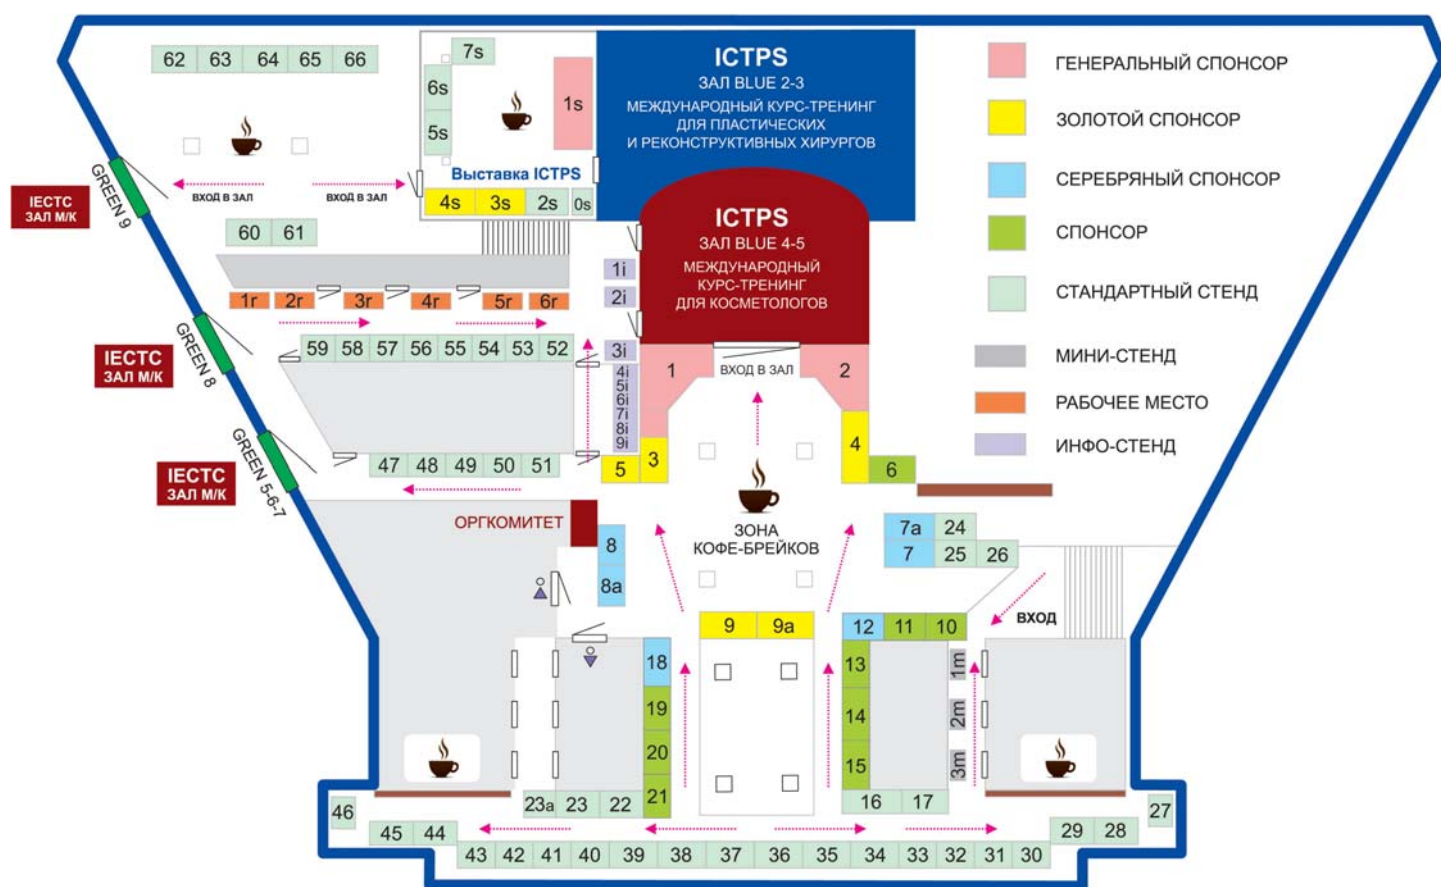 62 63 64 65 66
7s
6s
5s
1s
Выставка ICTPS
4s 3s 2s 0s
ICTPS
ЗАЛ BLUE 2-3
МЕЖДУНАРОДНЫЙ КУРС-ТРЕНИНГ
ДЛЯ ПЛАСТИЧЕСКИХ
И РЕКОНСТРУКТИВНЫХ ХИРУРГОВ
ICTPS
ЗАЛ BLUE 4-5
МЕЖДУНАРОДНЫЙ
КУРС-ТРЕНИНГ
ДЛЯ КОСМЕТОЛОГОВ
ГЕНЕРАЛЬНЫЙ СПОНСОР
ЗОЛОТОЙ СПОНСОР
СЕРЕБРЯНЫЙ СПОНСОР
СПОНСОР
СТАНДАРТНЫЙ СТЕНД
МИНИ-СТЕНД
РАБОЧЕЕ МЕСТО
ИНФО-СТЕНД
IECTC
ЗАЛ М/К
GREEN 9
ВХОД В ЗАЛ
ВХОД В ЗАЛ
60 61
1r 2r 3r 4r 5r 6r
1i
2i
3i
4i
5i
6i
7i
8i
9i
IECTC
ЗАЛ М/К
GREEN 8
59 58 57 56 55 54 53 52
1
ВХОД В ЗАЛ
2
IECTC
ЗАЛ М/К
GREEN 5-6-7
47 48 49 50 51
5 3
4 6
ОРГКОМИТЕТ
8
8a
ЗОНА
КОФЕ-БРЕЙКОВ
7a 24
7 25 26
ВХОД
9 9a
12 11 10
18
19
20
21
13
14
15
1m
2m
3m
23a 23 22
16 17
46
45 44
43 42 41 40 39 38 37 36 35 34 33 32 31 30
29 28
27